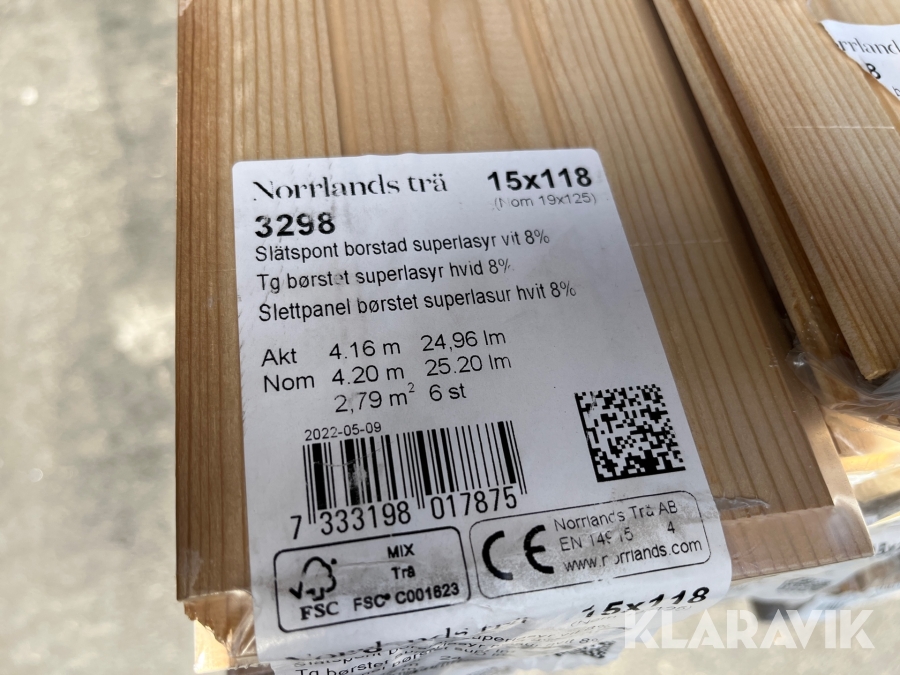 Norrlands trä 15x118
3298 (Nom 19x125)
Slätspont borstad superlasyr vit 8%
Tg børstet superlasyr hvid 8%
Slettpanel børstet superlasur hvit 8%
Akt 4.16 m 24,96 lm
Nom 4.20 m 25.20 lm
2,79 m² 6 st
2022-05-09
7 333198 017875
MIX
Trä
FSC FSC® C001823
CE
Norrlands Trä AB
EN 14915
www.norrlands.com
15x118
KLARAVIK